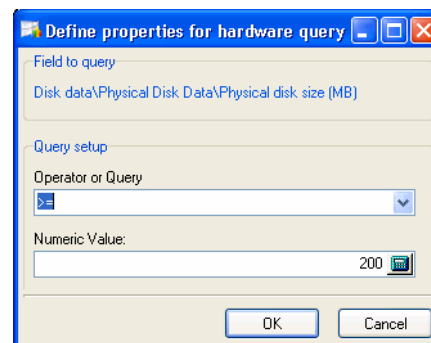 Define properties for hardware query
Field to query
Disk data\Physical Disk Data\Physical disk size (MB)
Query setup
Operator or Query
>=
Numeric Value:
200
OK Cancel